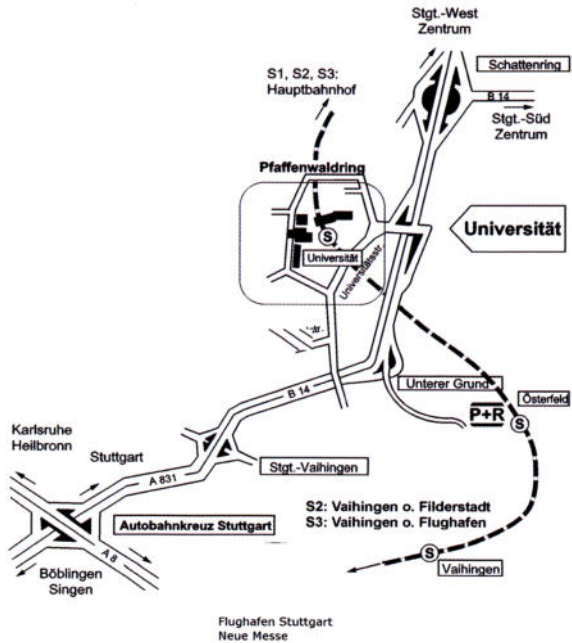 Stgt.-West
Zentrum
Schattenring
S1, S2, S3:
Hauptbahnhof
B 14
Stgt.-Süd
Zentrum
Pfaffenwaldring
Universität
S
Universität
Universitätsstr.
str.
Unterer Grund
Österfeld
P+R
S
B 14
Karlsruhe
Heilbronn
Stuttgart
Stgt.-Vaihingen
A 831
S2: Vaihingen o. Filderstadt
S3: Vaihingen o. Flughafen
Autobahnkreuz Stuttgart
A 8
S
Vaihingen
Böblingen
Singen
Flughafen Stuttgart
Neue Messe